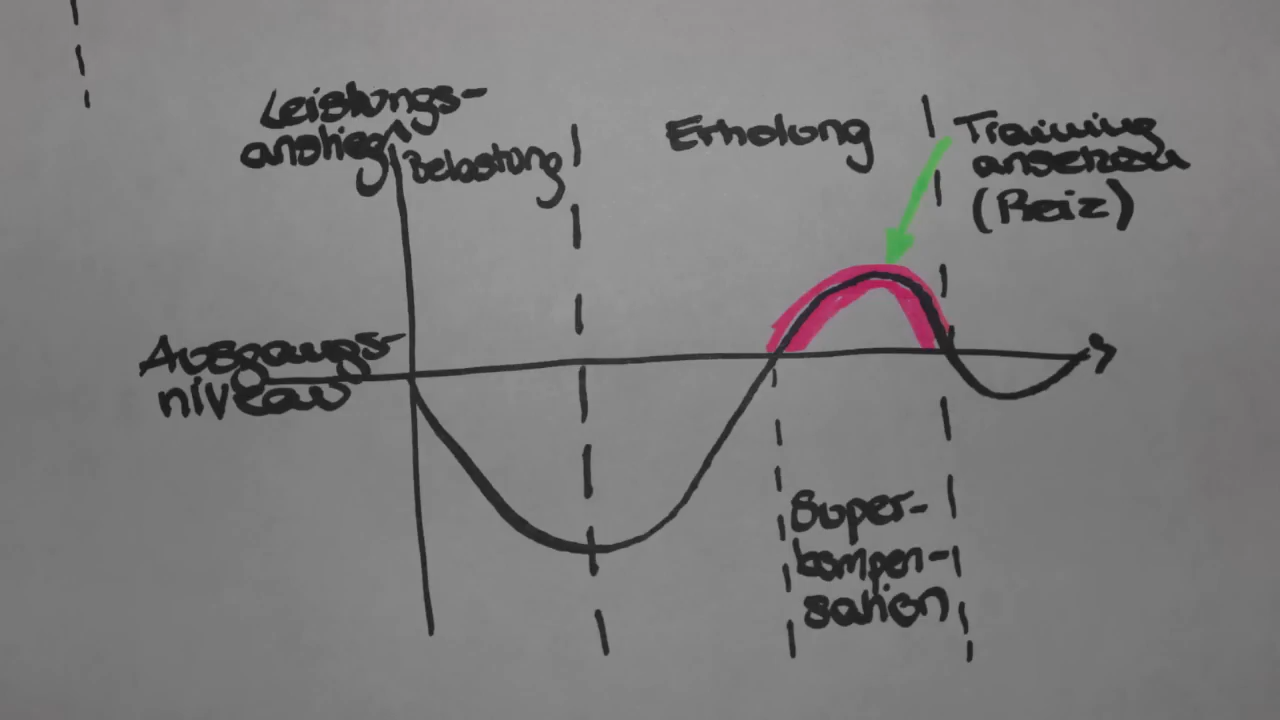 Leistungs-
anstieg
Belastung
Erholung
Training
ansetzen
(Reiz)
Ausgangs-
niveau
Super-
kompen-
sation